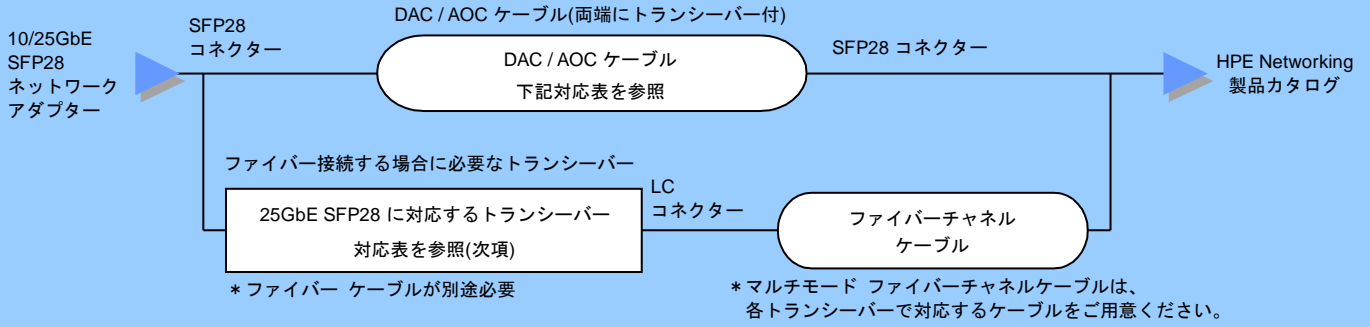 DAC / AOC ケーブル(両端にトランシーバー付)
10/25GbE
SFP28
ネットワーク
アダプター
SFP28
コネクター
DAC / AOC ケーブル
下記対応表を参照
SFP28 コネクター
HPE Networking
製品カタログ
ファイバー接続する場合に必要なトランシーバー
25GbE SFP28 に対応するトランシーバー
対応表を参照(次項)
LC
コネクター
ファイバーチャネル
ケーブル
*ファイバー ケーブルが別途必要
*マルチモード ファイバーチャネルケーブルは、
各トランシーバーで対応するケーブルをご用意ください。